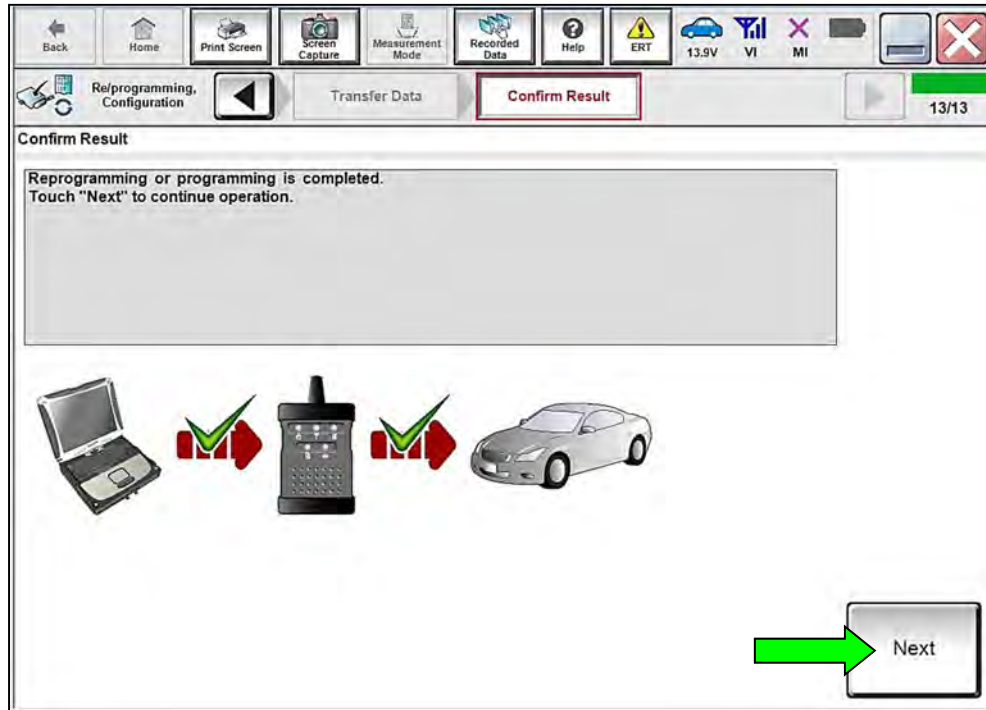 Back
Home
Print Screen
Screen
Capture
Measurement
Mode
Recorded
Data
Help
ERT
13.9V
VI
MI
Re/programming,
Configuration
Transfer Data
Confirm Result
13/13
Confirm Result
Reprogramming or programming is completed.
Touch "Next" to continue operation.
Next